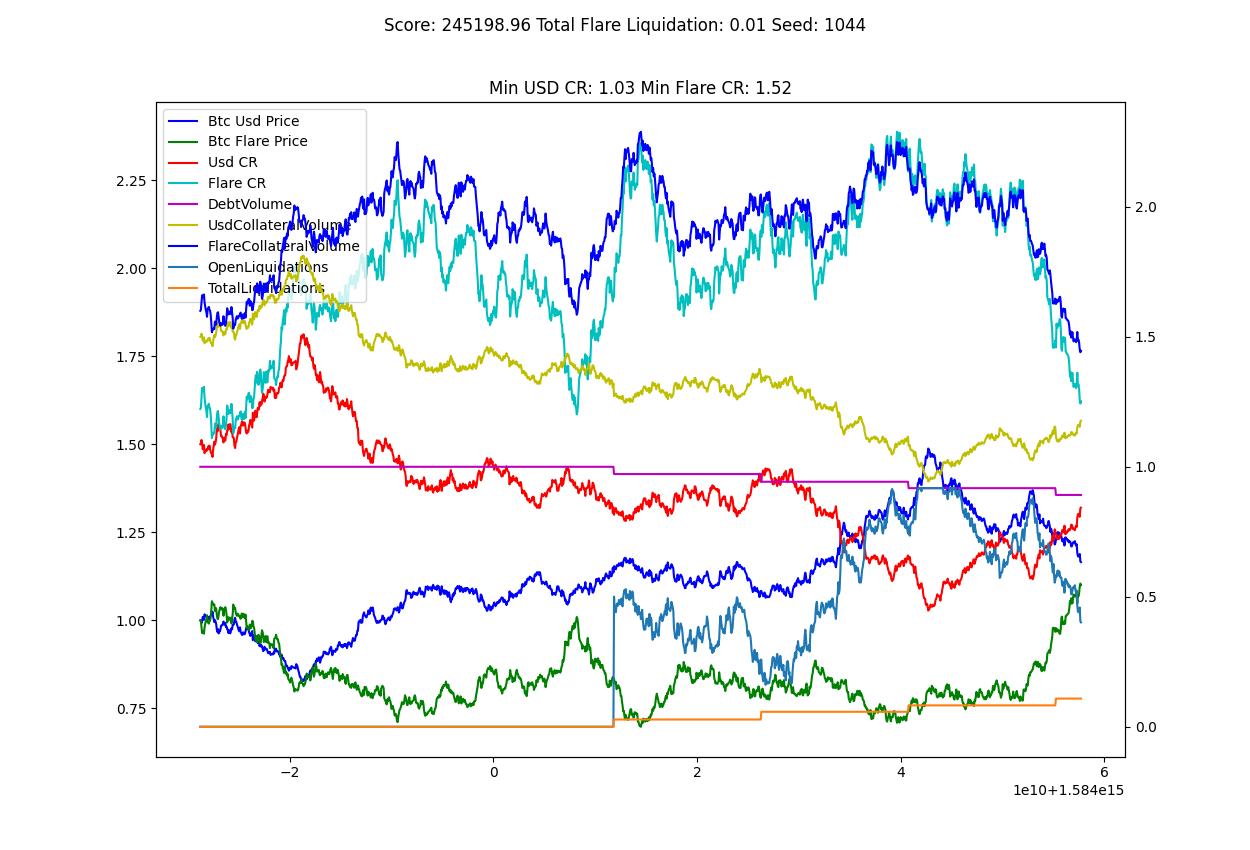 Score: 245198.96 Total Flare Liquidation: 0.01 Seed: 1044
Min USD CR: 1.03 Min Flare CR: 1.52
Btc Usd Price
Btc Flare Price
Usd CR
Flare CR
DebtVolume
UsdCollateralVolume
FlareCollateralVolume
OpenLiquidations
TotalLiquidations
2.25
2.00
1.75
1.50
1.25
1.00
0.75
2.0
1.5
1.0
0.5
0.0
−2 0 2 4 6
1e10+1.584e15